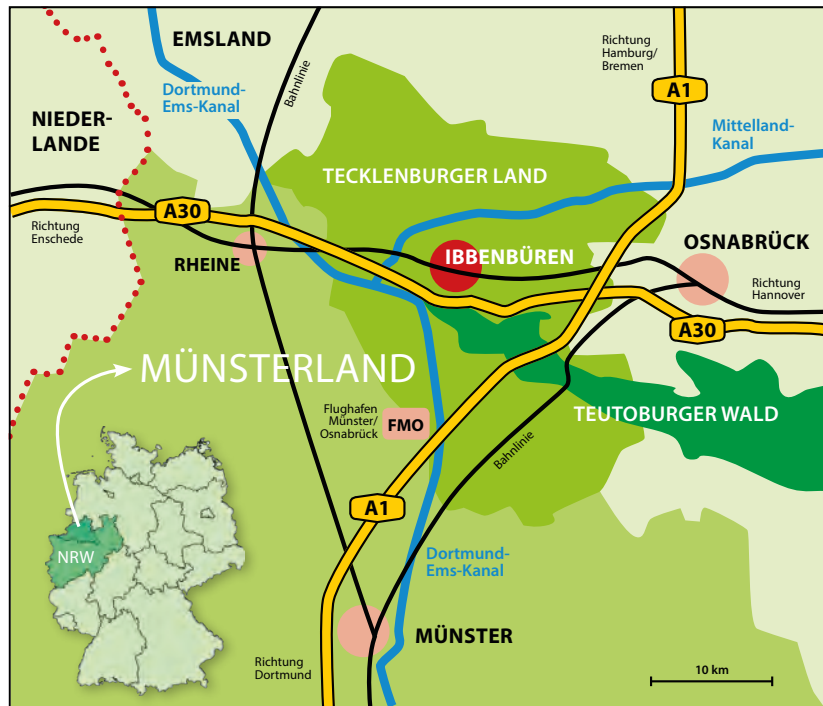 EMSLAND
Richtung
Hamburg/
Bremen
Bahnlinie
Dortmund-
Ems-Kanal
A1
NIEDER-
LANDE
Mittelland-
Kanal
TECKLENBURGER LAND
A30
Richtung
Enschede
RHEINE
IBBENBÜREN
OSNABRÜCK
Richtung
Hannover
A30
MÜNSTERLAND
Flughafen
Münster/
Osnabrück
FMO
TEUTOBURGER WALD
Bahnlinie
A1
NRW
Dortmund-
Ems-Kanal
MÜNSTER
Richtung
Dortmund
10 km